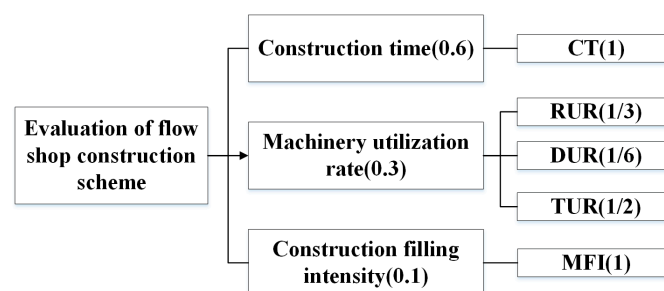 Evaluation of flow
shop construction
scheme
Construction time(0.6)
CT(1)
Machinery utilization
rate(0.3)
RUR(1/3)
DUR(1/6)
TUR(1/2)
Construction filling
intensity(0.1)
MFI(1)